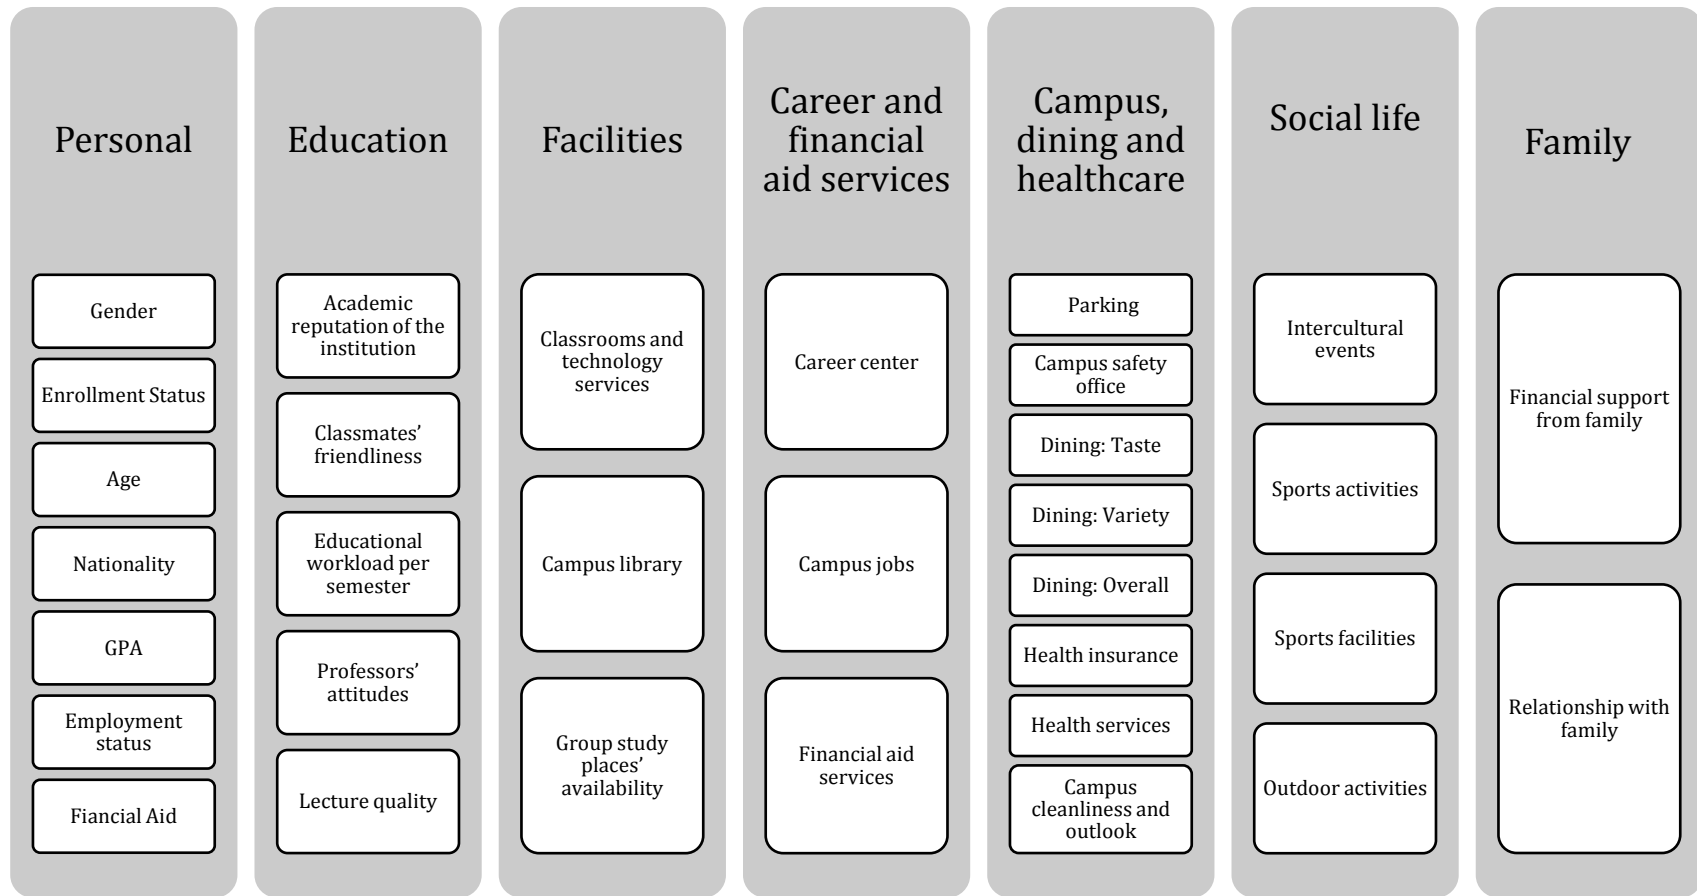 Personal
Gender
Enrollment Status
Age
Nationality
GPA
Employment
status
Fiancial Aid
Education
Academic
reputation of the
institution
Classmates’
friendliness
Educational
workload per
semester
Professors’
attitudes
Lecture quality
Facilities
Classrooms and
technology
services
Campus library
Group study
places’
availability
Career and
financial
aid services
Career center
Campus jobs
Financial aid
services
Campus,
dining and
healthcare
Parking
Campus safety
office
Dining: Taste
Dining: Variety
Dining: Overall
Health insurance
Health services
Campus
cleanliness and
outlook
Social life
Intercultural
events
Sports activities
Sports facilities
Outdoor activities
Family
Financial support
from family
Relationship with
family